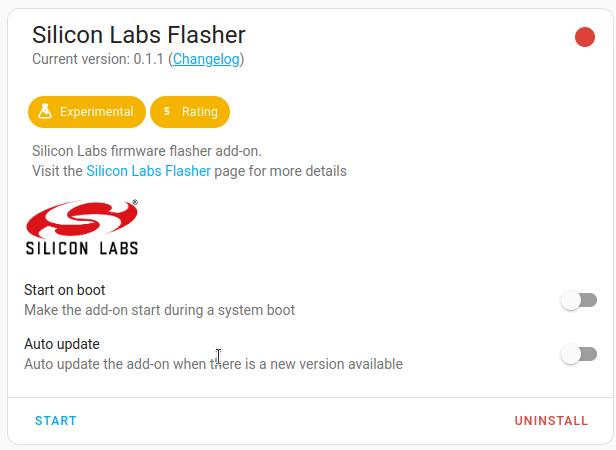 Silicon Labs Flasher
Current version: 0.1.1 (Changelog)
Experimental
5 Rating
Silicon Labs firmware flasher add-on.
Visit the Silicon Labs Flasher page for more details
®
SILICON LABS
Start on boot
Make the add-on start during a system boot
Auto update
Auto update the add-on when there is a new version available
START
UNINSTALL